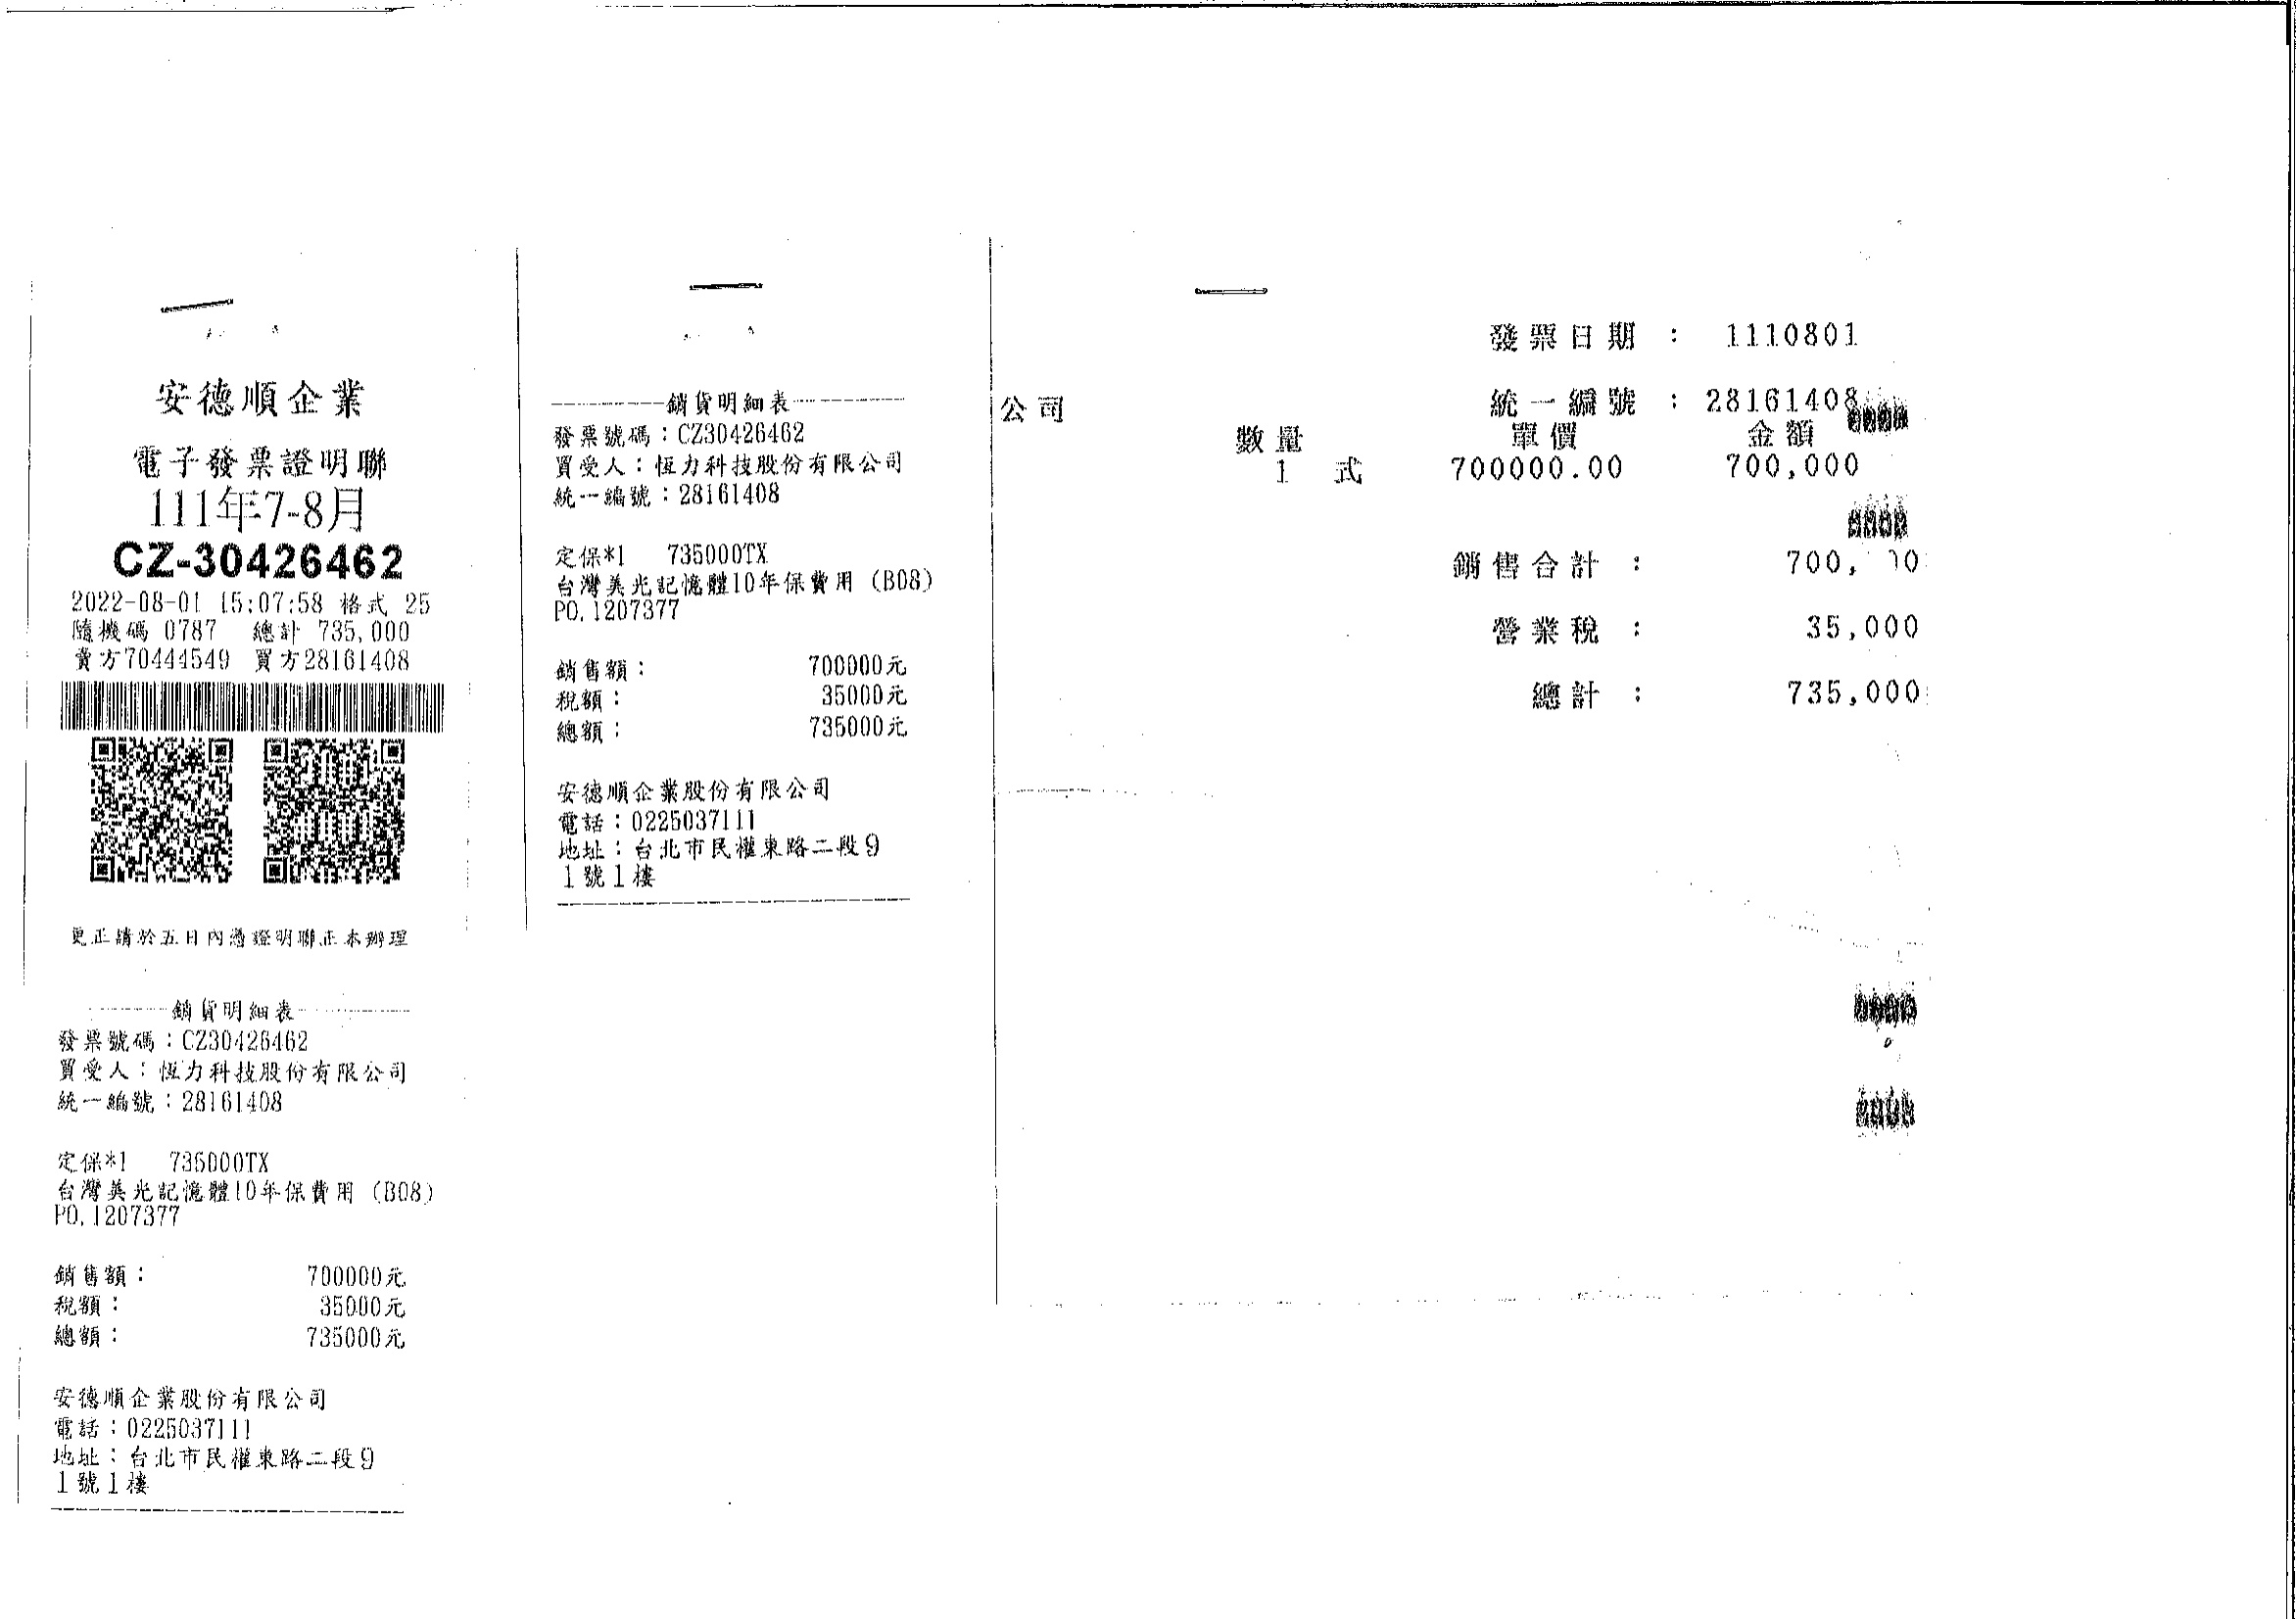 安德順企業
電子發票證明聯
111年7-8月
CZ-30426462
2022-08-01 15:07:58 格式 25
隨機碼 0787 總計 735,000
賣方70444549 買方28161408
更正請於五日內憑證明聯正本辦理
--------銷貨明細表--------
發票號碼：CZ30426462
買受人：恆力科技股份有限公司
統一編號：28161408
定保*1 735000TX
台灣美光記憶體10年保費用 (B08)
PO.1207377
銷售額： 700000元
稅額： 35000元
總額： 735000元
安德順企業股份有限公司
電話：0225037111
地址：台北市民權東路二段9
1號1樓
--------銷貨明細表--------
發票號碼：CZ30426462
買受人：恆力科技股份有限公司
統一編號：28161408
定保*1 735000TX
台灣美光記憶體10年保費用 (B08)
PO.1207377
銷售額： 700000元
稅額： 35000元
總額： 735000元
安德順企業股份有限公司
電話：0225037111
地址：台北市民權東路二段9
1號1樓
發票日期： 1110801
公司 統一編號： 28161408
數量 單價 金額
1 式 700000.00 700,000
銷售合計：
營業稅： 35,000
總計： 735,000